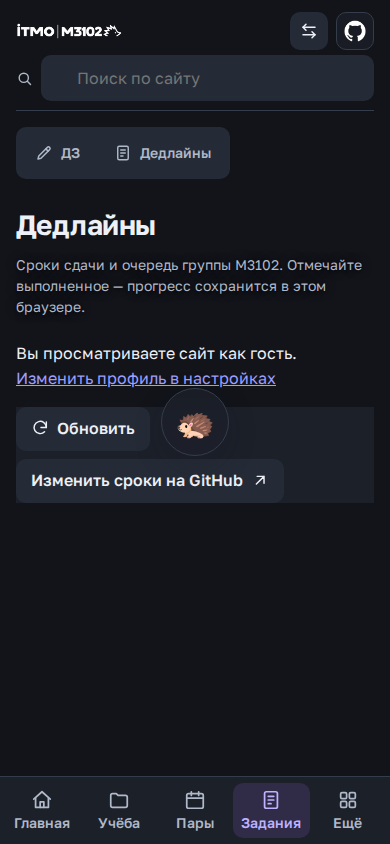 iTMO | M3102
Поиск по сайту
ДЗ
Дедлайны
Дедлайны
Сроки сдачи и очередь группы M3102. Отмечайте
выполненное — прогресс сохранится в этом
браузере.
Вы просматриваете сайт как гость.
Изменить профиль в настройках
Обновить
Изменить сроки на GitHub
Главная
Учёба
Пары
Задания
Ещё